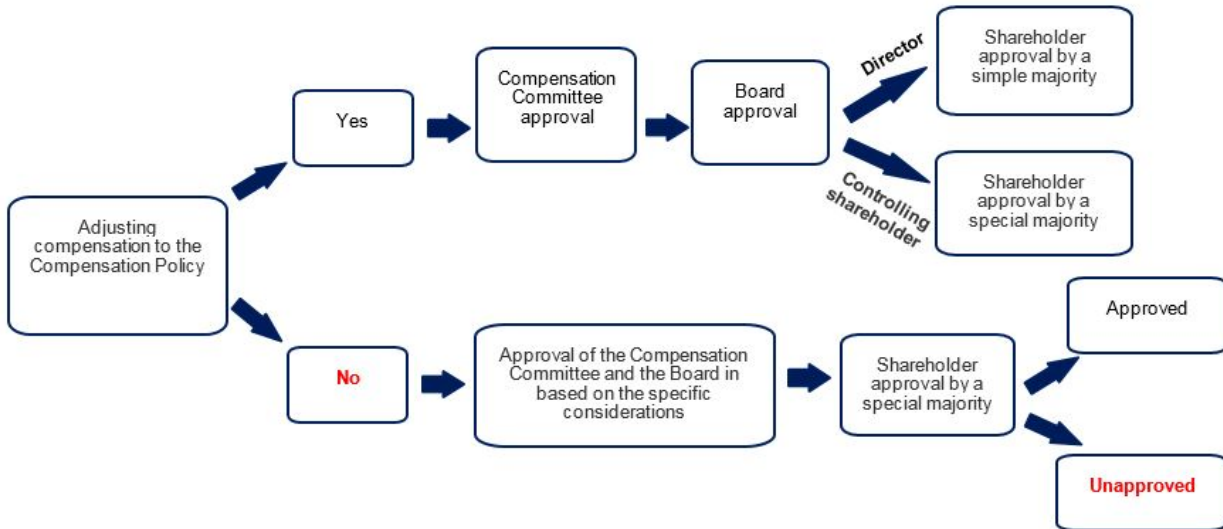 Adjusting
compensation to the
Compensation Policy
Yes
Compensation
Committee
approval
Board
approval
Director
Shareholder
approval by a
simple majority
Controlling
shareholder
Shareholder
approval by a
special majority
No
Approval of the Compensation
Committee and the Board in
based on the specific
considerations
Shareholder
approval by a
special majority
Approved
Unapproved